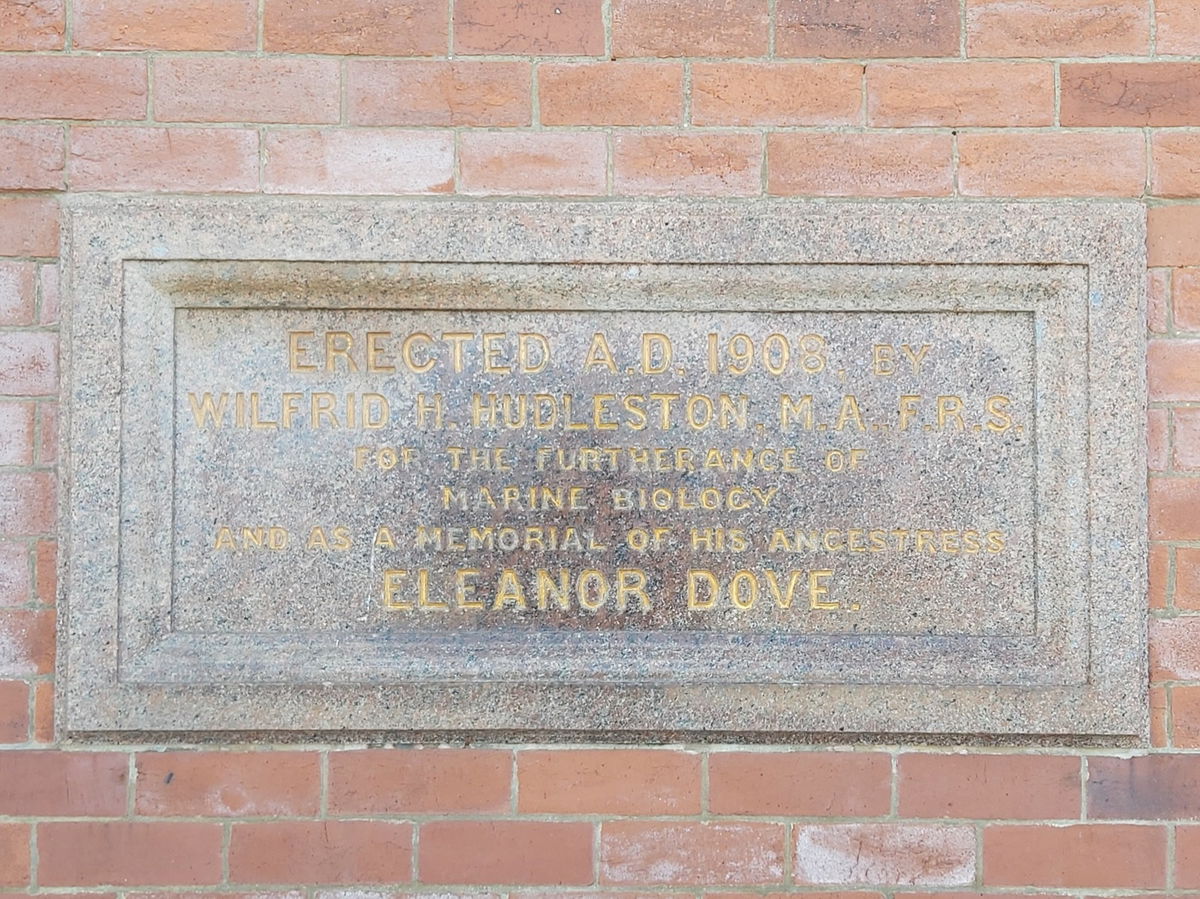 ERECTED A.D. 1908, BY
WILFRID H. HUDLESTON, M.A., F.R.S.
FOR THE FURTHERANCE OF
MARINE BIOLOGY
AND AS A MEMORIAL OF HIS ANCESTRESS
ELEANOR DOVE.